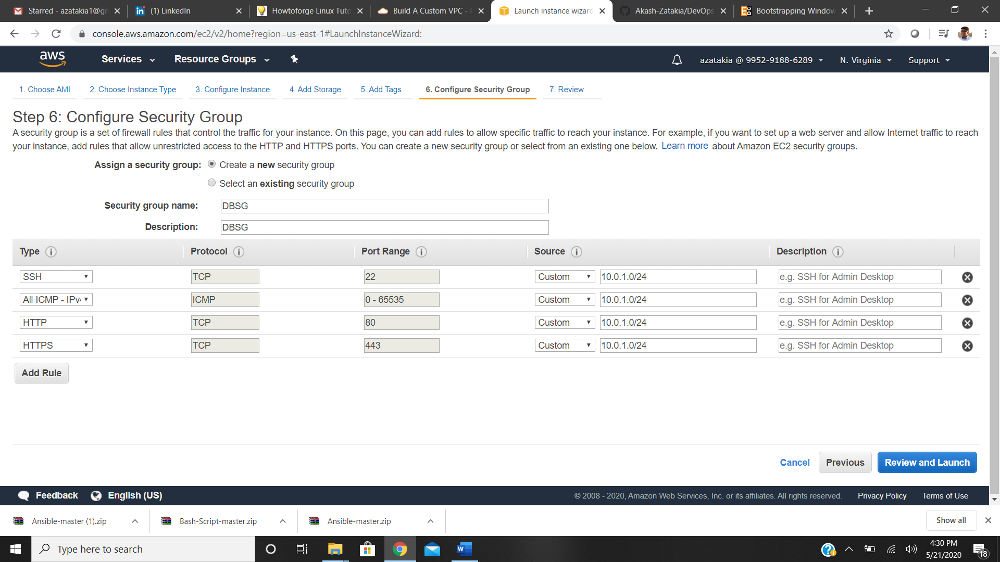 Starred - azatakia1@gm
(1) LinkedIn
Howtoforge Linux Tuto
Build A Custom VPC -
Launch instance wizard
Akash-Zatakia/DevOps
Bootstrapping Window
console.aws.amazon.com/ec2/v2/home?region=us-east-1#LaunchInstanceWizard:
aws Services Resource Groups azatakia @ 9952-9188-6289 N. Virginia Support
1. Choose AMI 2. Choose Instance Type 3. Configure Instance 4. Add Storage 5. Add Tags 6. Configure Security Group 7. Review
Step 6: Configure Security Group
A security group is a set of firewall rules that control the traffic for your instance. On this page, you can add rules to allow specific traffic to reach your instance. For example, if you want to set up a web server and allow Internet traffic to reach
your instance, add rules that allow unrestricted access to the HTTP and HTTPS ports. You can create a new security group or select from an existing one below. Learn more about Amazon EC2 security groups.
Assign a security group: Create a new security group
Select an existing security group
Security group name: DBSG
Description: DBSG
Type Protocol Port Range Source Description
SSH TCP 22 Custom 10.0.1.0/24 e.g. SSH for Admin Desktop
All ICMP - IPv ICMP 0 - 65535 Custom 10.0.1.0/24 e.g. SSH for Admin Desktop
HTTP TCP 80 Custom 10.0.1.0/24 e.g. SSH for Admin Desktop
HTTPS TCP 443 Custom 10.0.1.0/24 e.g. SSH for Admin Desktop
Add Rule
Cancel Previous Review and Launch
Feedback English (US) © 2008 - 2020, Amazon Web Services, Inc. or its affiliates. All rights reserved. Privacy Policy Terms of Use
Ansible-master (1).zip Bash-Script-master.zip Ansible-master.zip Show all
Type here to search
4:30 PM
5/21/2020
18